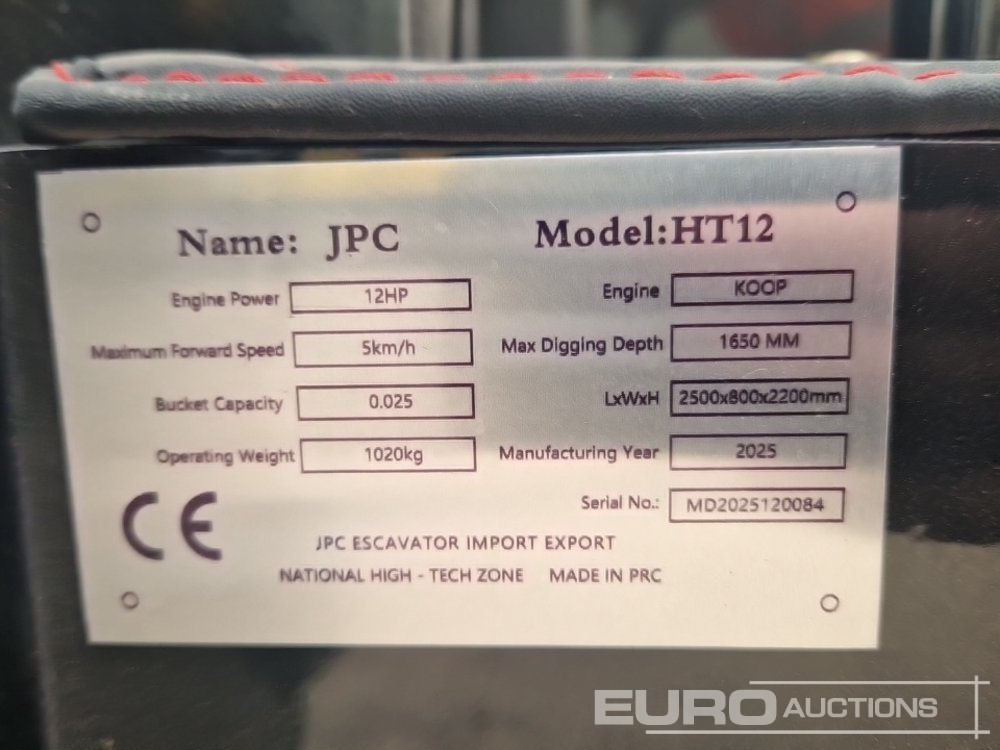 Name: JPC Model:HT12
Engine Power 12HP Engine KOOP
Maximum Forward Speed 5km/h Max Digging Depth 1650 MM
Bucket Capacity 0.025 LxWxH 2500x800x2200mm
Operating Weight 1020kg Manufacturing Year 2025
Serial No.: MD2025120084
CE
JPC ESCAVATOR IMPORT EXPORT
NATIONAL HIGH - TECH ZONE MADE IN PRC
EURO AUCTIONS